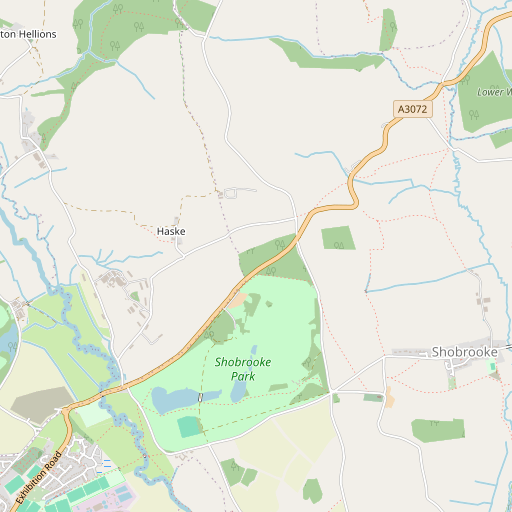 ton Hellions
Lower W
A3072
Haske
Shobrooke
Shobrooke
Park
Exhibition Road